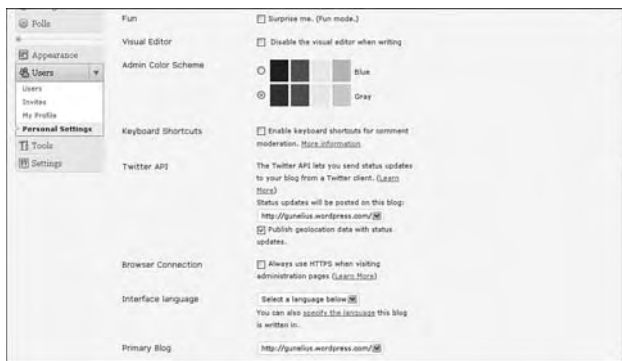 Polls
Appearance
Users
Users
Invites
My Profile
Personal Settings
Tools
Settings
Fun
Surprise me. (Fun mode.)
Visual Editor
Disable the visual editor when writing
Admin Color Scheme
Blue
Gray
Keyboard Shortcuts
Enable keyboard shortcuts for comment
moderation. More information
Twitter API
The Twitter API lets you send status updates
to your blog from a Twitter client. (Learn
More)
Status updates will be posted on this blog:
http://gunelius.wordpress.com/
Publish geolocation data with status
updates.
Browser Connection
Always use HTTPS when visiting
administration pages (Learn More)
Interface language
Select a language below
You can also specify the language this blog
is written in.
Primary Blog
http://gunelius.wordpress.com/